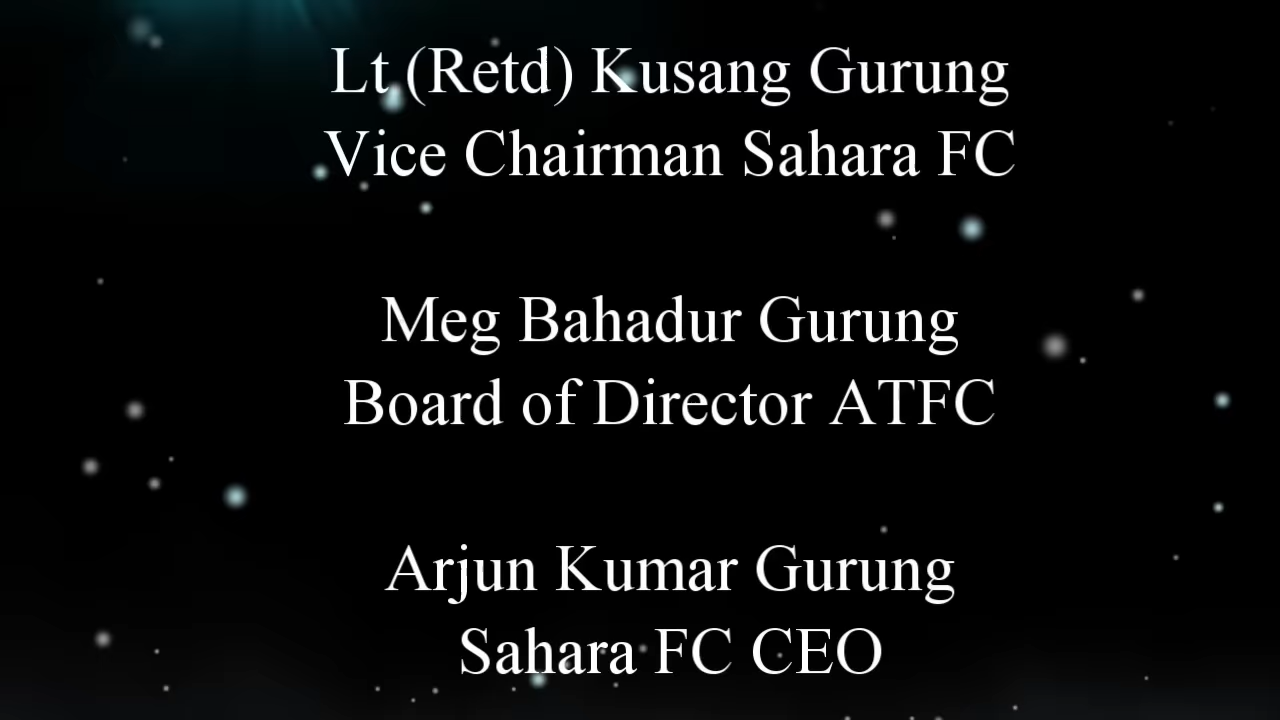 Lt (Retd) Kusang Gurung
Vice Chairman Sahara FC
Meg Bahadur Gurung
Board of Director ATFC
Arjun Kumar Gurung
Sahara FC CEO